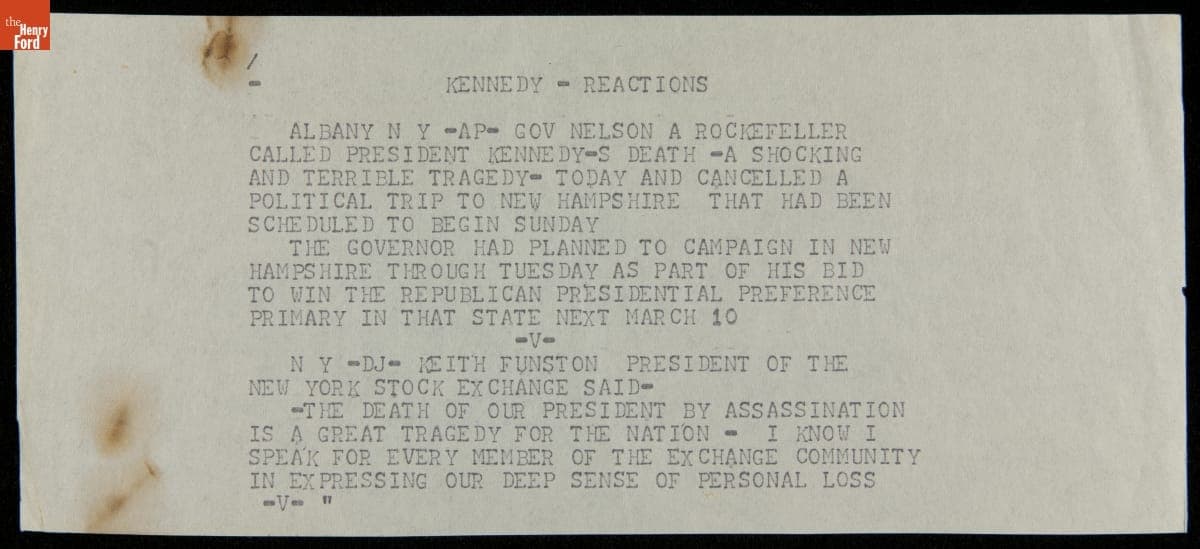 the
Henry
Ford
/
- KENNEDY - REACTIONS
ALBANY N Y -AP- GOV NELSON A ROCKEFELLER
CALLED PRESIDENT KENNEDY-S DEATH -A SHOCKING
AND TERRIBLE TRAGEDY- TODAY AND CANCELLED A
POLITICAL TRIP TO NEW HAMPSHIRE THAT HAD BEEN
SCHEDULED TO BEGIN SUNDAY
THE GOVERNOR HAD PLANNED TO CAMPAIGN IN NEW
HAMPSHIRE THROUGH TUESDAY AS PART OF HIS BID
TO WIN THE REPUBLICAN PRESIDENTIAL PREFERENCE
PRIMARY IN THAT STATE NEXT MARCH 10
-V-
N Y -DJ- KEITH FUNSTON PRESIDENT OF THE
NEW YORK STOCK EXCHANGE SAID-
-THE DEATH OF OUR PRESIDENT BY ASSASSINATION
IS A GREAT TRAGEDY FOR THE NATION - I KNOW I
SPEAK FOR EVERY MEMBER OF THE EXCHANGE COMMUNITY
IN EXPRESSING OUR DEEP SENSE OF PERSONAL LOSS
-V- "